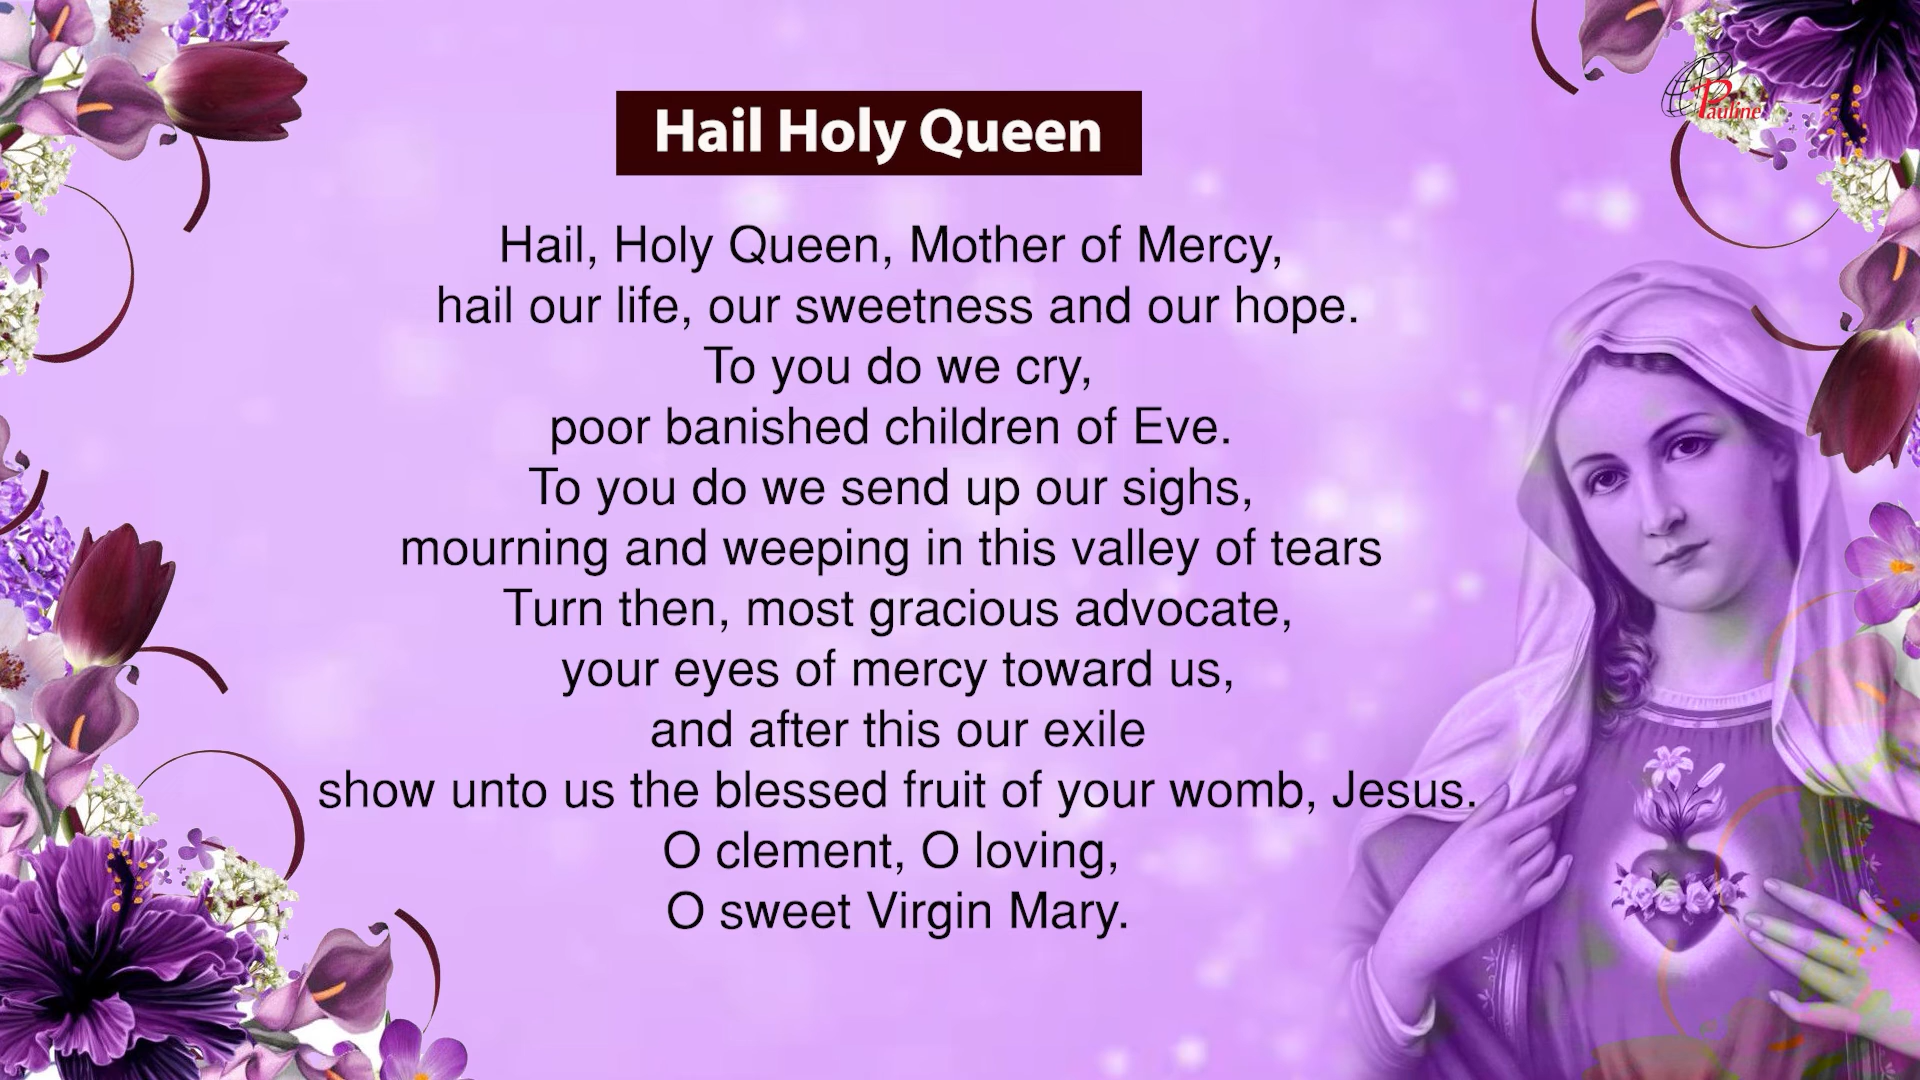 Pauline
Hail Holy Queen
Hail, Holy Queen, Mother of Mercy,
hail our life, our sweetness and our hope.
To you do we cry,
poor banished children of Eve.
To you do we send up our sighs,
mourning and weeping in this valley of tears
Turn then, most gracious advocate,
your eyes of mercy toward us,
and after this our exile
show unto us the blessed fruit of your womb, Jesus.
O clement, O loving,
O sweet Virgin Mary.